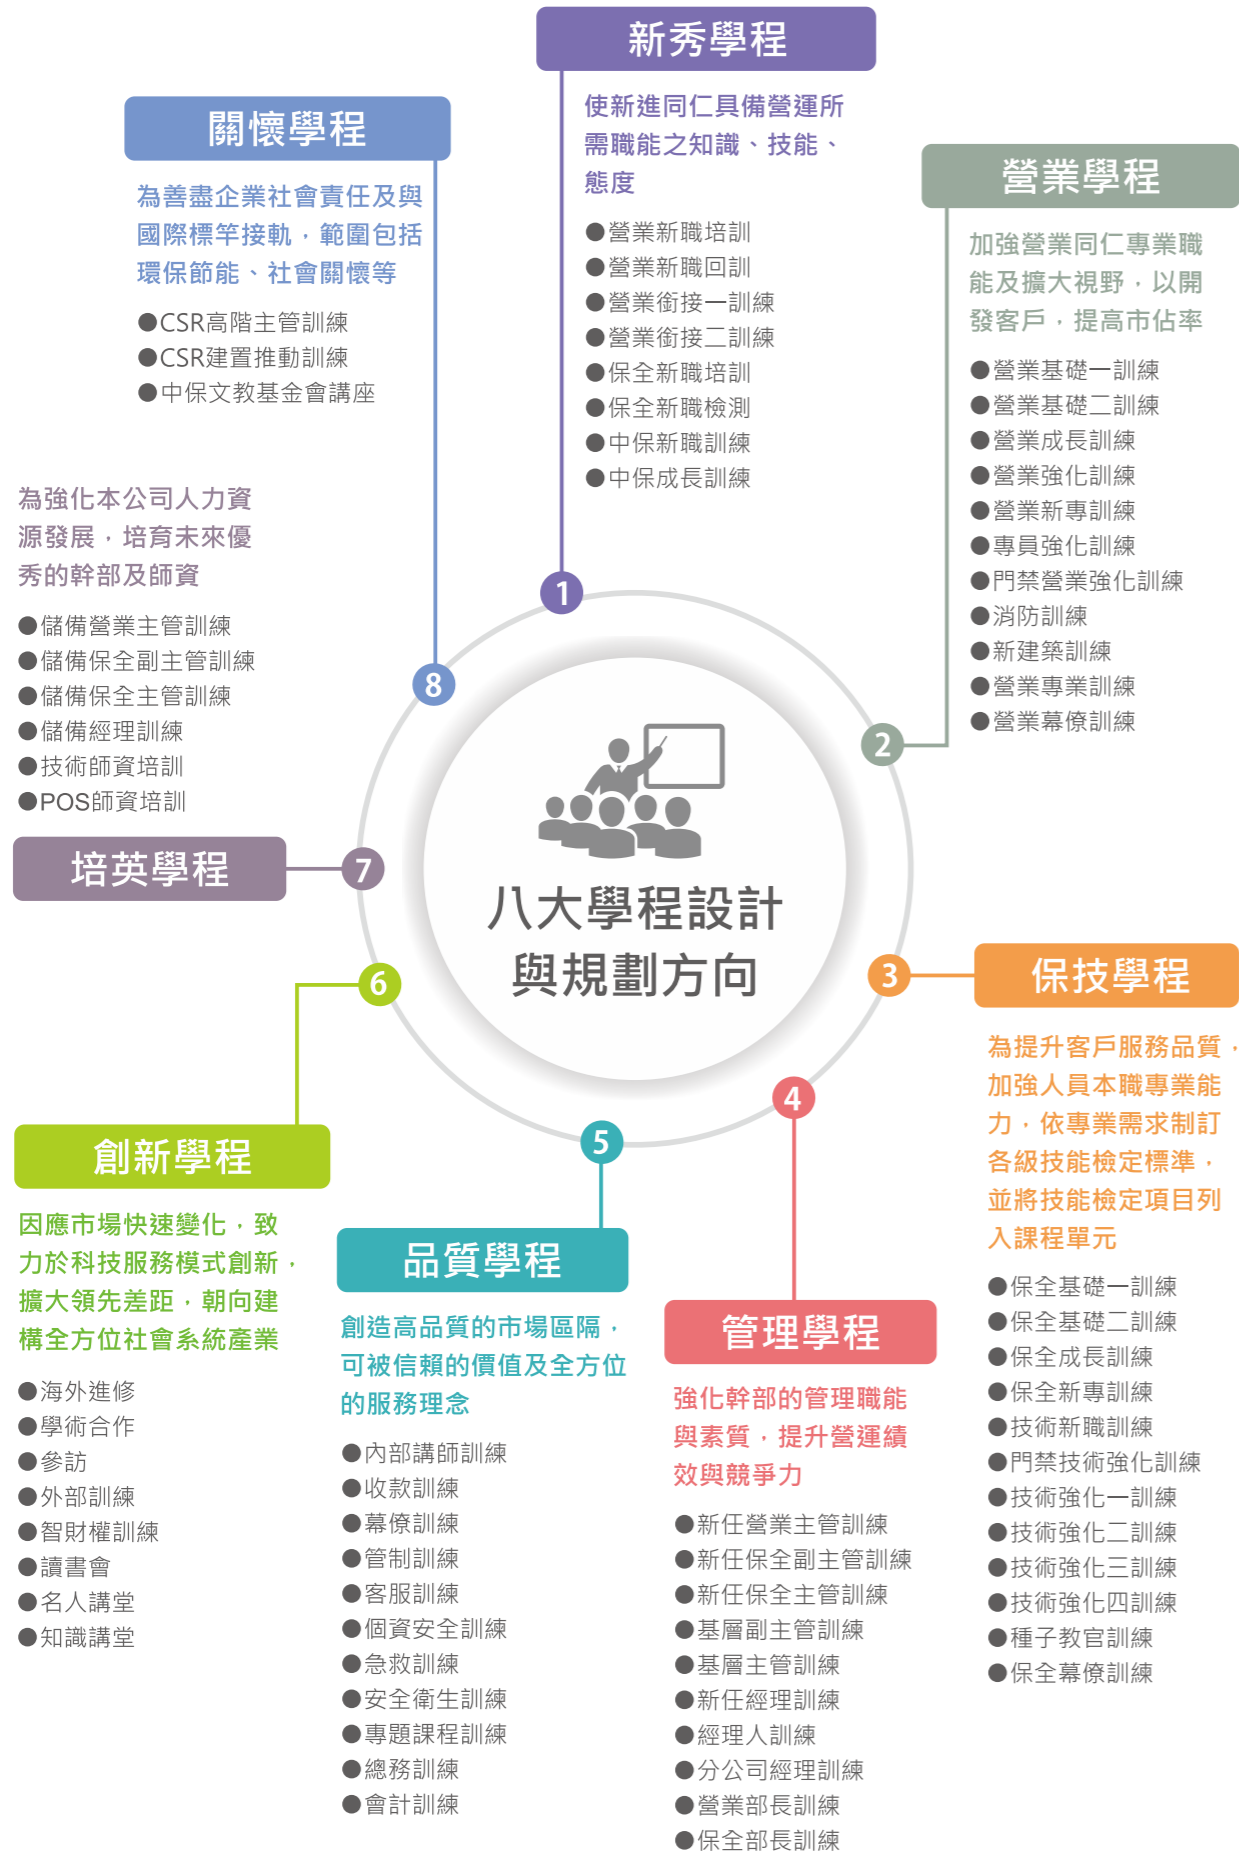 新秀學程
使新進同仁具備營運所
需職能之知識、技能、
態度
●營業新職培訓
●營業新職回訓
●營業銜接一訓練
●營業銜接二訓練
●保全新職培訓
●保全新職檢測
●中保新職訓練
●中保成長訓練
1
營業學程
加強營業同仁專業職
能及擴大視野，以開
發客戶，提高市佔率
●營業基礎一訓練
●營業基礎二訓練
●營業成長訓練
●營業強化訓練
●營業新專訓練
●專員強化訓練
●門禁營業強化訓練
●消防訓練
●新建築訓練
●營業專業訓練
●營業幕僚訓練
2
保技學程
為提升客戶服務品質，
加強人員本職專業能
力，依專業需求制訂
各級技能檢定標準，
並將技能檢定項目列
入課程單元
●保全基礎一訓練
●保全基礎二訓練
●保全成長訓練
●保全新專訓練
●技術新職訓練
●門禁技術強化訓練
●技術強化一訓練
●技術強化二訓練
●技術強化三訓練
●技術強化四訓練
●種子教官訓練
●保全幕僚訓練
3
管理學程
強化幹部的管理職能
與素質，提升營運績
效與競爭力
●新任營業主管訓練
●新任保全副主管訓練
●新任保全主管訓練
●基層副主管訓練
●基層主管訓練
●新任經理訓練
●經理人訓練
●分公司經理訓練
●營業部長訓練
●保全部長訓練
4
品質學程
創造高品質的市場區隔，
可被信賴的價值及全方位
的服務理念
●內部講師訓練
●收款訓練
●幕僚訓練
●管制訓練
●客服訓練
●個資安全訓練
●急救訓練
●安全衛生訓練
●專題課程訓練
●總務訓練
●會計訓練
5
創新學程
因應市場快速變化，致
力於科技服務模式創新，
擴大領先差距，朝向建
構全方位社會系統產業
●海外進修
●學術合作
●參訪
●外部訓練
●智財權訓練
●讀書會
●名人講堂
●知識講堂
6
為強化本公司人力資
源發展，培育未來優
秀的幹部及師資
●儲備營業主管訓練
●儲備保全副主管訓練
●儲備保全主管訓練
●儲備經理訓練
●技術師資培訓
●POS師資培訓
培英學程
7
關懷學程
為善盡企業社會責任及與
國際標竿接軌，範圍包括
環保節能、社會關懷等
●CSR高階主管訓練
●CSR建置推動訓練
●中保文教基金會講座
8
八大學程設計
與規劃方向